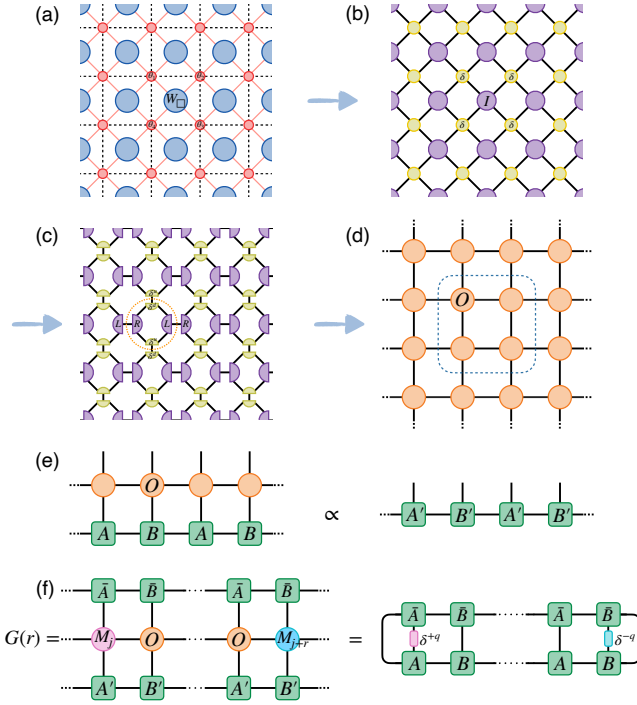 (a)
(b)
W□
δ δ
I
δ δ
(c)
(d)
L R L R
O
(e)
O
A B A B
∝
A′ B′ A′ B′
(f)
Ā B̄ Ā B̄
G(r) = M_j O O M_{j+r} =
A′ B′ A′ B′
Ā B̄ Ā B̄
δ^{+q} δ^{-q}
A B A B